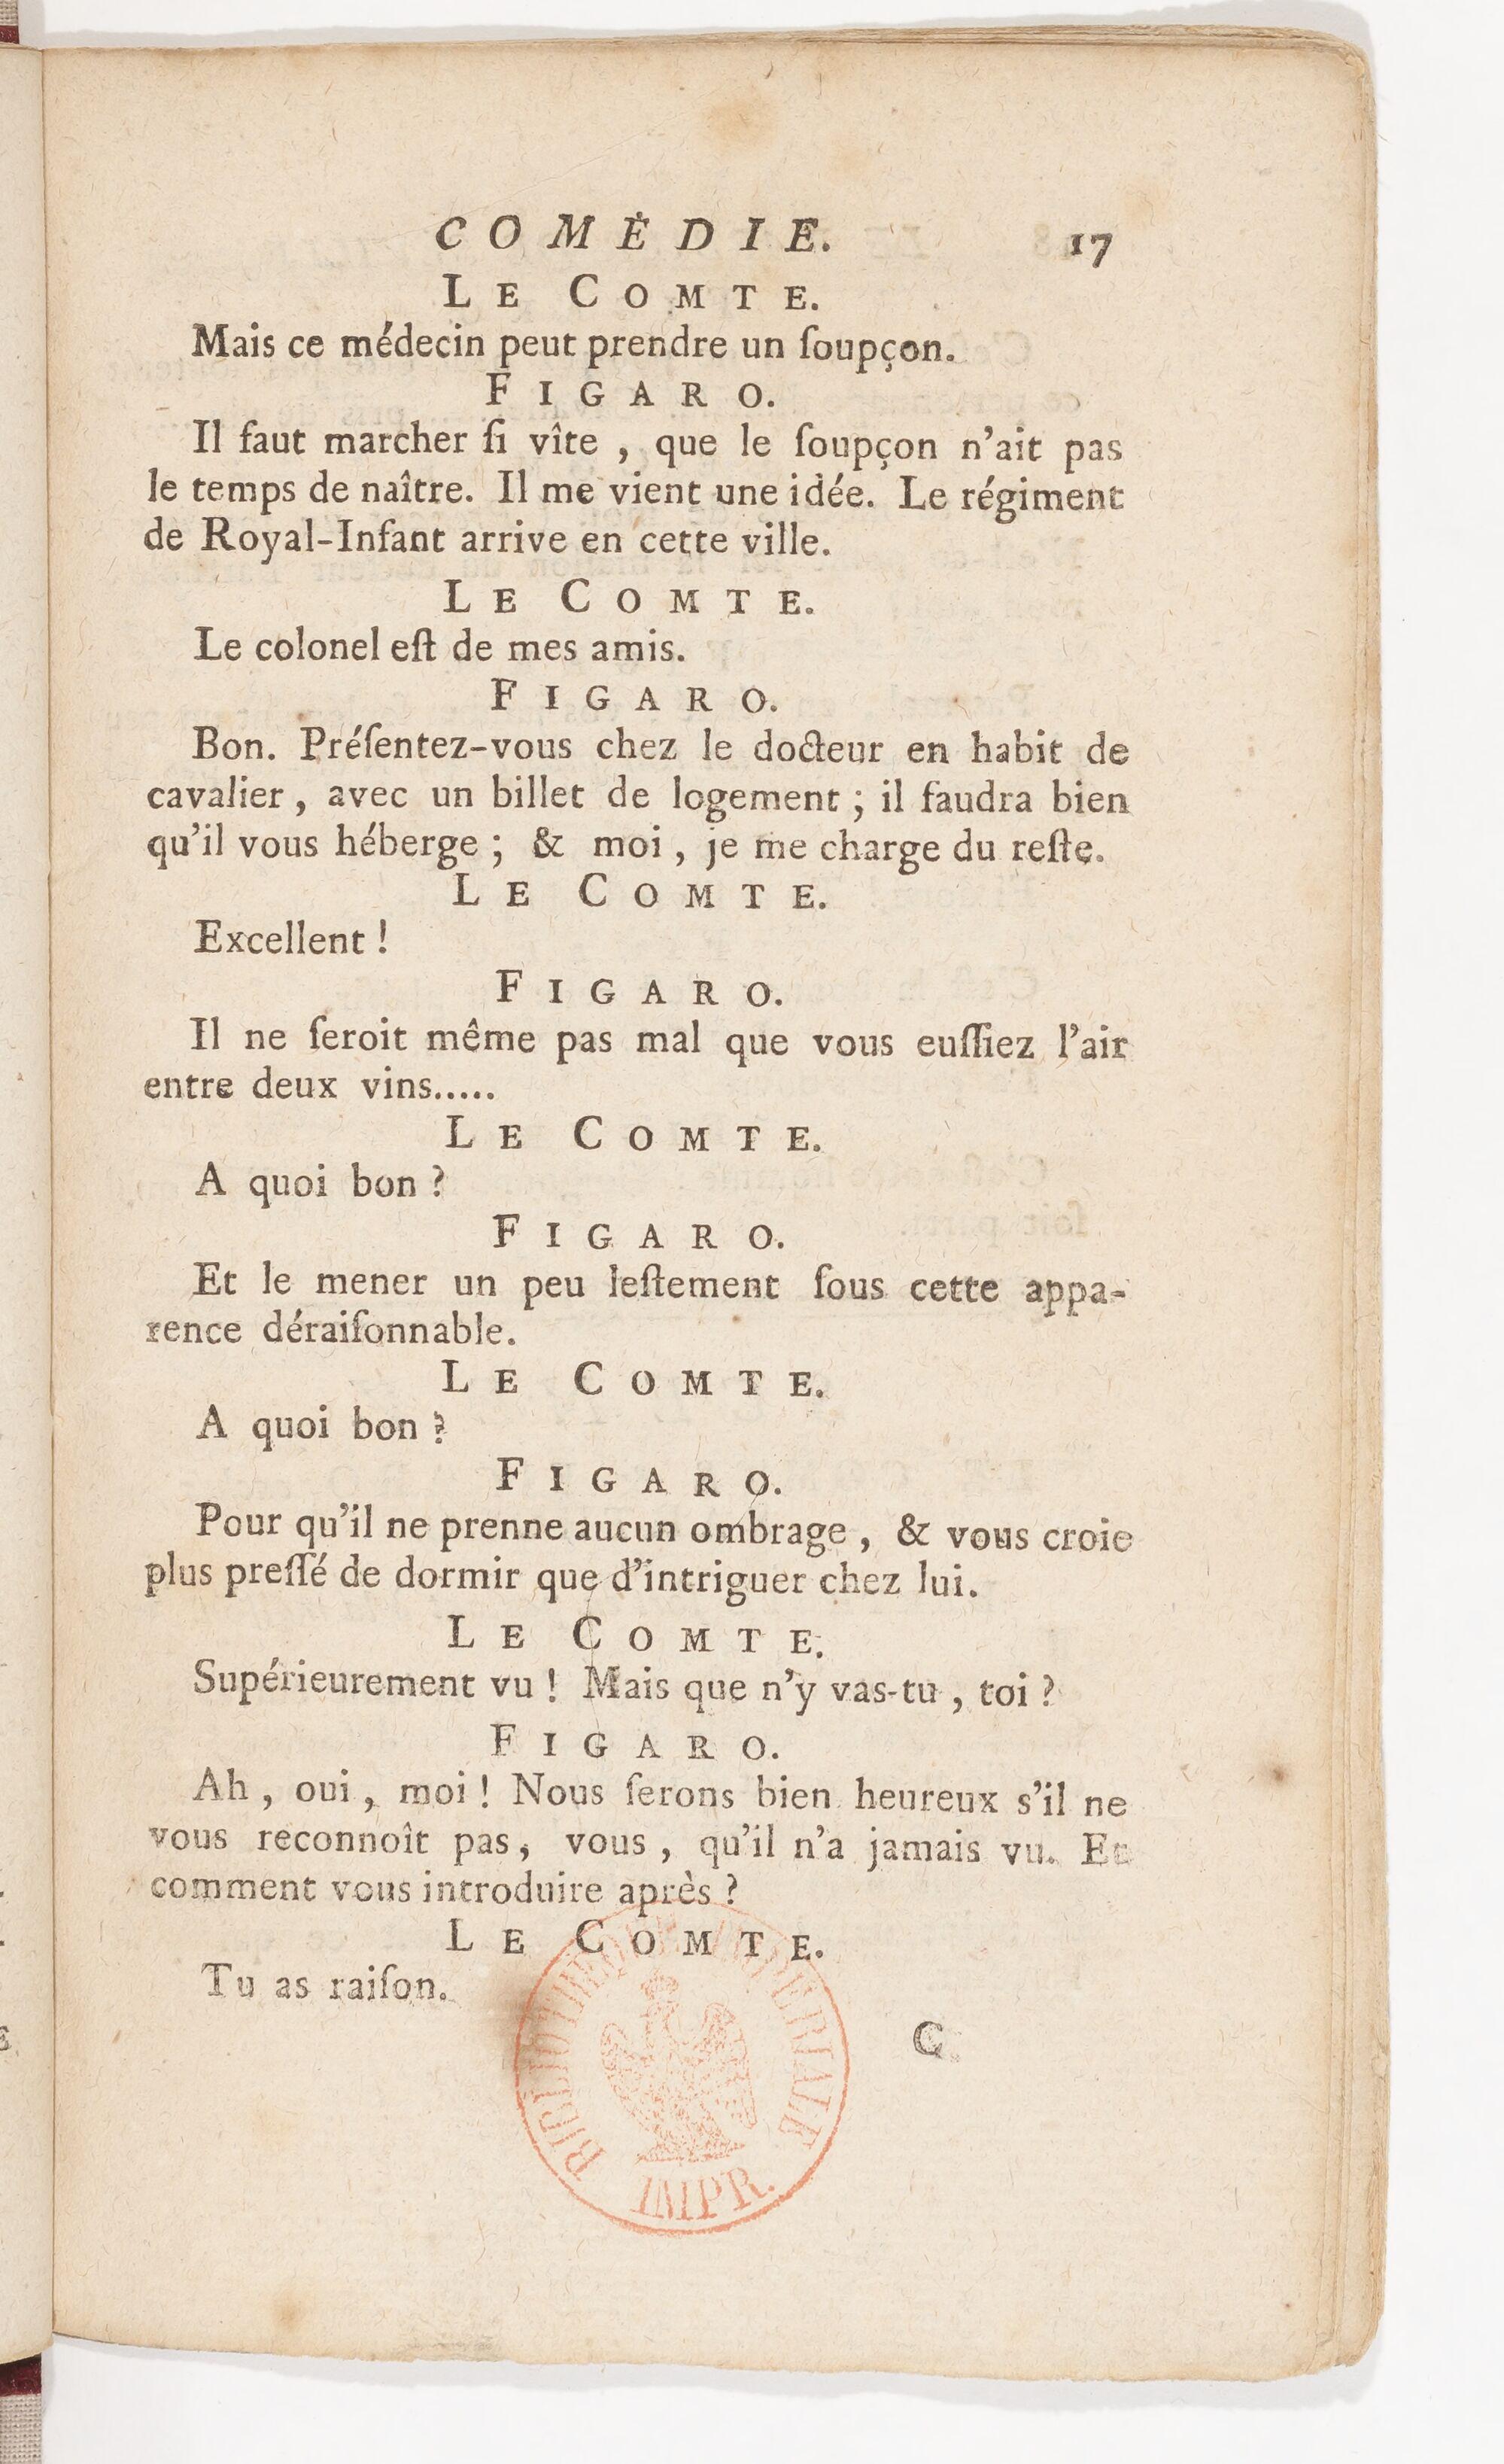 COMÉDIE. 17
LE COMTE.
Mais ce médecin peut prendre un ſoupçon.
FIGARO.
Il faut marcher ſi vîte , que le ſoupçon n'ait pas
le temps de naître. Il me vient une idée. Le régiment
de Royal-Infant arrive en cette ville.
LE COMTE.
Le colonel eſt de mes amis.
FIGARO.
Bon. Préſentez-vous chez le docteur en habit de
cavalier, avec un billet de logement ; il faudra bien
qu'il vous héberge ; & moi, je me charge du reſte.
LE COMTE.
Excellent !
FIGARO.
Il ne ſeroit même pas mal que vous euſſiez l'air
entre deux vins.....
LE COMTE.
A quoi bon ?
FIGARO.
Et le mener un peu leſtement ſous cette appa-
rence déraiſonnable.
LE COMTE.
A quoi bon ?
FIGARO.
Pour qu'il ne prenne aucun ombrage , & vous croie
plus preſſé de dormir que d'intriguer chez lui.
LE COMTE.
Supérieurement vu ! Mais que n'y vas-tu , toi ?
FIGARO.
Ah , oui , moi ! Nous ſerons bien heureux s'il ne
vous reconnoît pas, vous , qu'il n'a jamais vu. Et
comment vous introduire après ?
LE COMTE.
Tu as raiſon.
C
BIBLIOTHÈQUE IMPÉRIALE
IMPR.